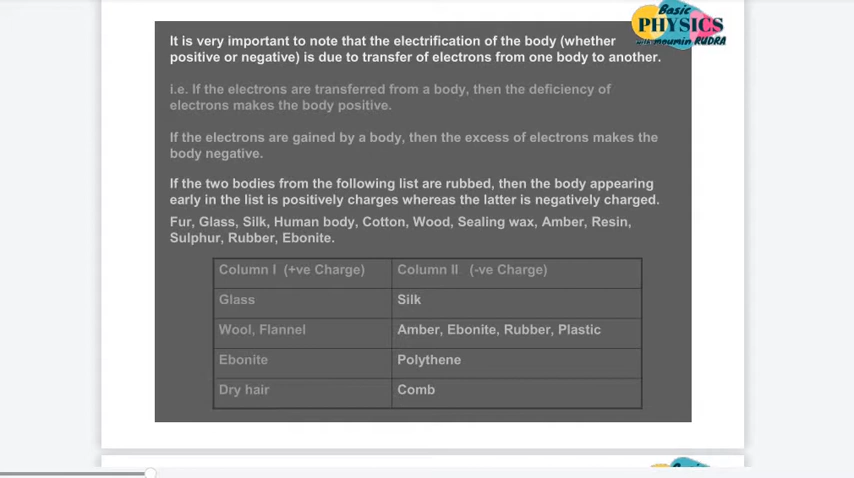 Basic
PHYSICS
with moumin RUDRA
It is very important to note that the electrification of the body (whether
positive or negative) is due to transfer of electrons from one body to another.
i.e. If the electrons are transferred from a body, then the deficiency of
electrons makes the body positive.
If the electrons are gained by a body, then the excess of electrons makes the
body negative.
If the two bodies from the following list are rubbed, then the body appearing
early in the list is positively charges whereas the latter is negatively charged.
Fur, Glass, Silk, Human body, Cotton, Wood, Sealing wax, Amber, Resin,
Sulphur, Rubber, Ebonite.
Column I (+ve Charge) Column II (-ve Charge)
Glass Silk
Wool, Flannel Amber, Ebonite, Rubber, Plastic
Ebonite Polythene
Dry hair Comb